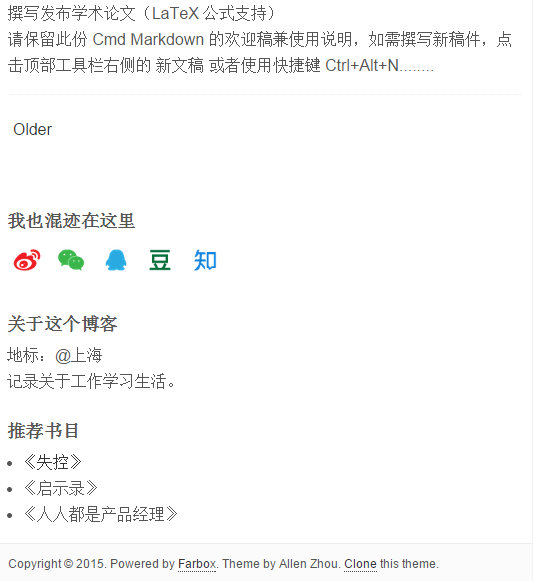 撰写发布学术论文（LaTeX 公式支持）
请保留此份 Cmd Markdown 的欢迎稿兼使用说明，如需撰写新稿件，点
击顶部工具栏右侧的 新文稿 或者使用快捷键 Ctrl+Alt+N........
Older
我也混迹在这里
豆 知
关于这个博客
地标：@上海
记录关于工作学习生活。
推荐书目
• 《失控》
• 《启示录》
• 《人人都是产品经理》
Copyright © 2015. Powered by Farbox. Theme by Allen Zhou. Clone this theme.